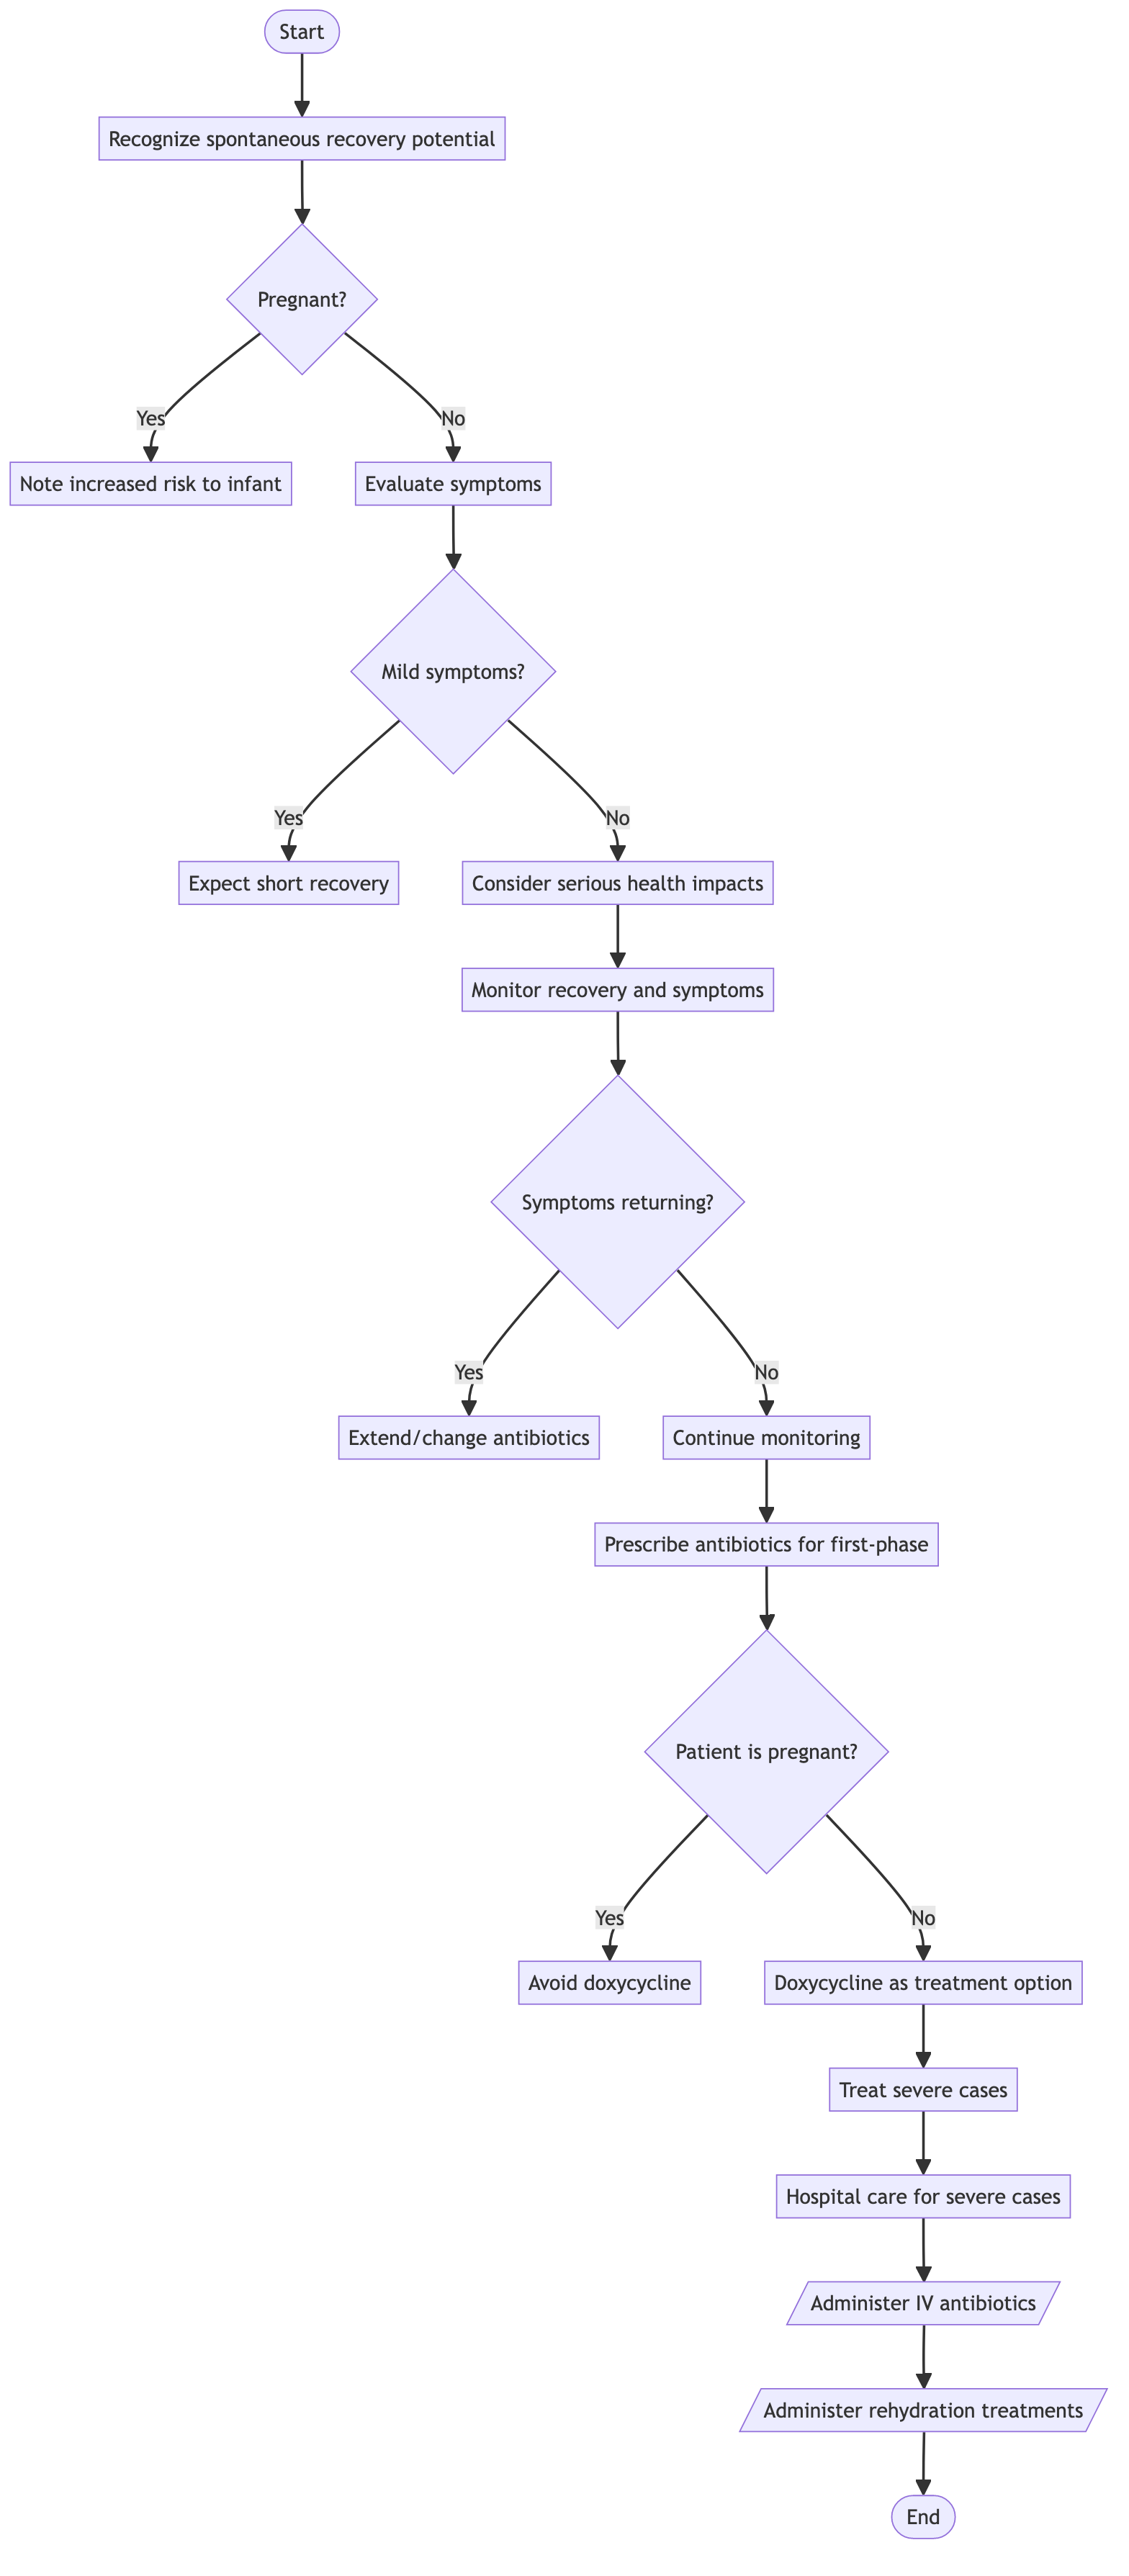 Start
Recognize spontaneous recovery potential
Pregnant?
Yes
No
Note increased risk to infant
Evaluate symptoms
Mild symptoms?
Yes
No
Expect short recovery
Consider serious health impacts
Monitor recovery and symptoms
Symptoms returning?
Yes
No
Extend/change antibiotics
Continue monitoring
Prescribe antibiotics for first-phase
Patient is pregnant?
Yes
No
Avoid doxycycline
Doxycycline as treatment option
Treat severe cases
Hospital care for severe cases
Administer IV antibiotics
Administer rehydration treatments
End